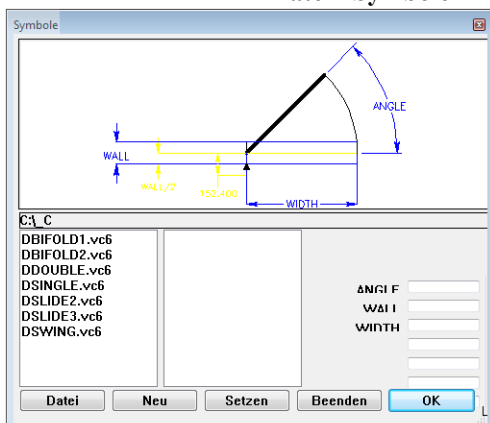 Symbole
ANGLE
WALL
WALL/2
152.400
WIDTH
C:\_C
DBIFOLD1.vc6
DBIFOLD2.vc6
DDOUBLE.vc6
DSINGLE.vc6
DSLIDE2.vc6
DSLIDE3.vc6
DSWING.vc6
ANGLE
WALL
WIDTH
Datei Neu Setzen Beenden OK